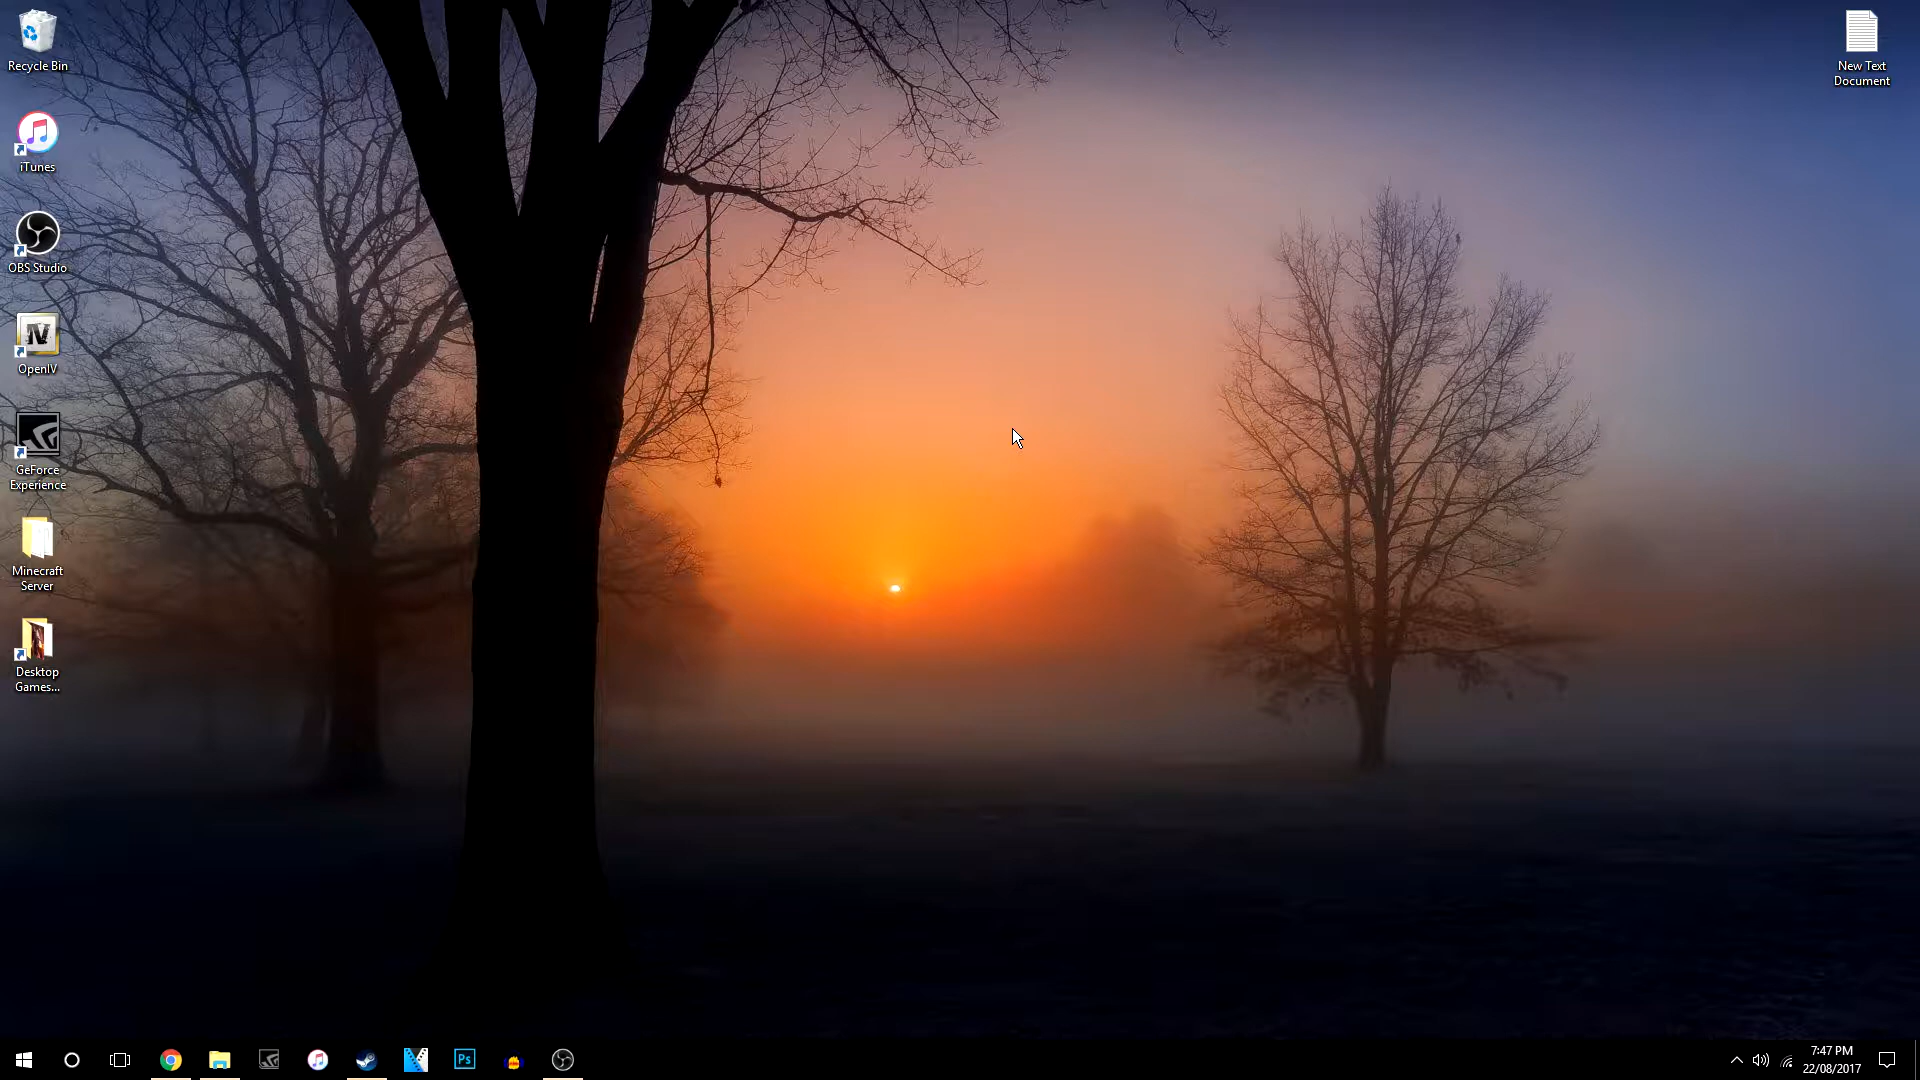 Recycle Bin
iTunes
OBS Studio
OpenIV
GeForce
Experience
Minecraft
Server
Desktop
Games...
New Text
Document
Ps
7:47 PM
22/08/2017